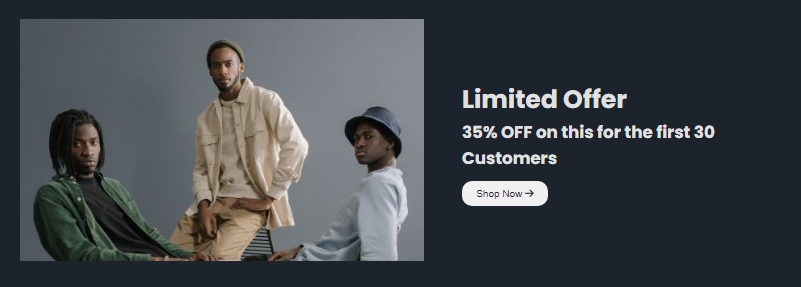 Limited Offer
35% OFF on this for the first 30
Customers
Shop Now →